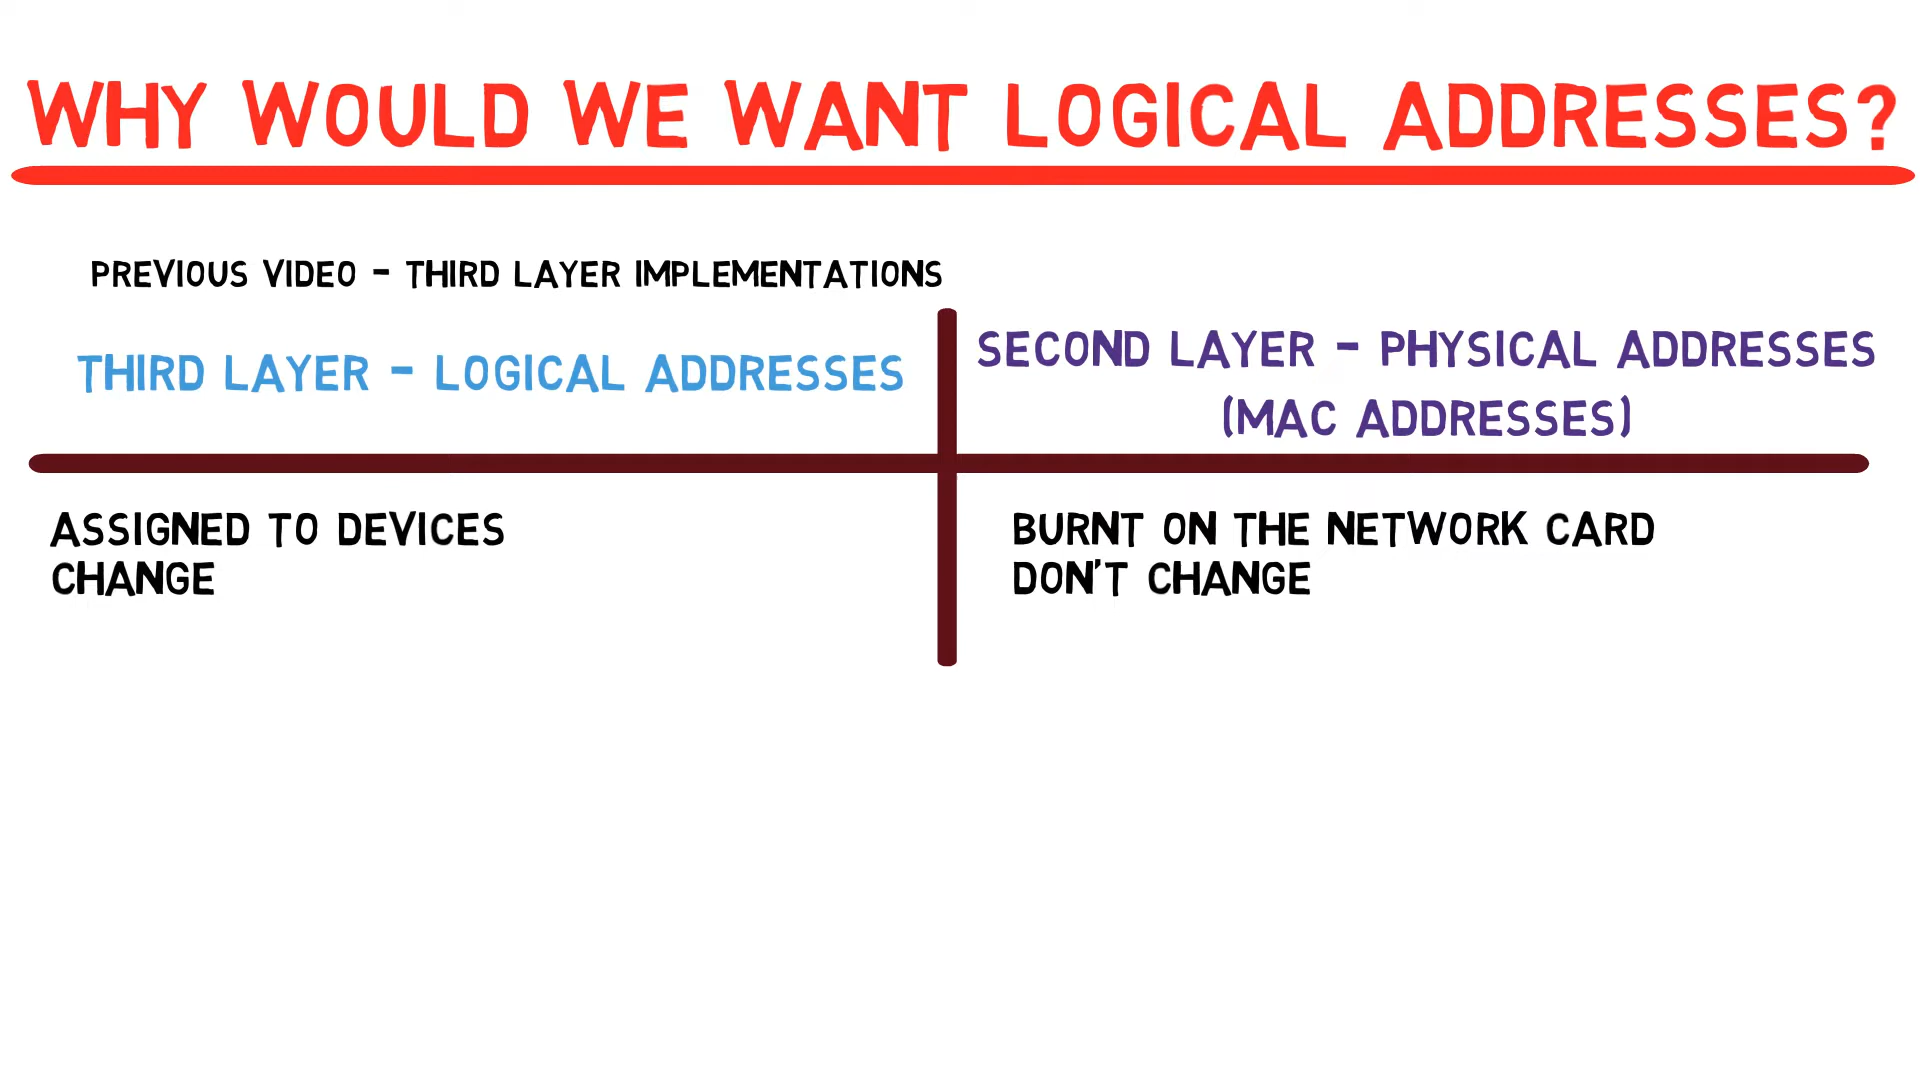 WHY WOULD WE WANT LOGICAL ADDRESSES?
PREVIOUS VIDEO - THIRD LAYER IMPLEMENTATIONS
THIRD LAYER - LOGICAL ADDRESSES
SECOND LAYER - PHYSICAL ADDRESSES
(MAC ADDRESSES)
ASSIGNED TO DEVICES
CHANGE
BURNT ON THE NETWORK CARD
DON'T CHANGE